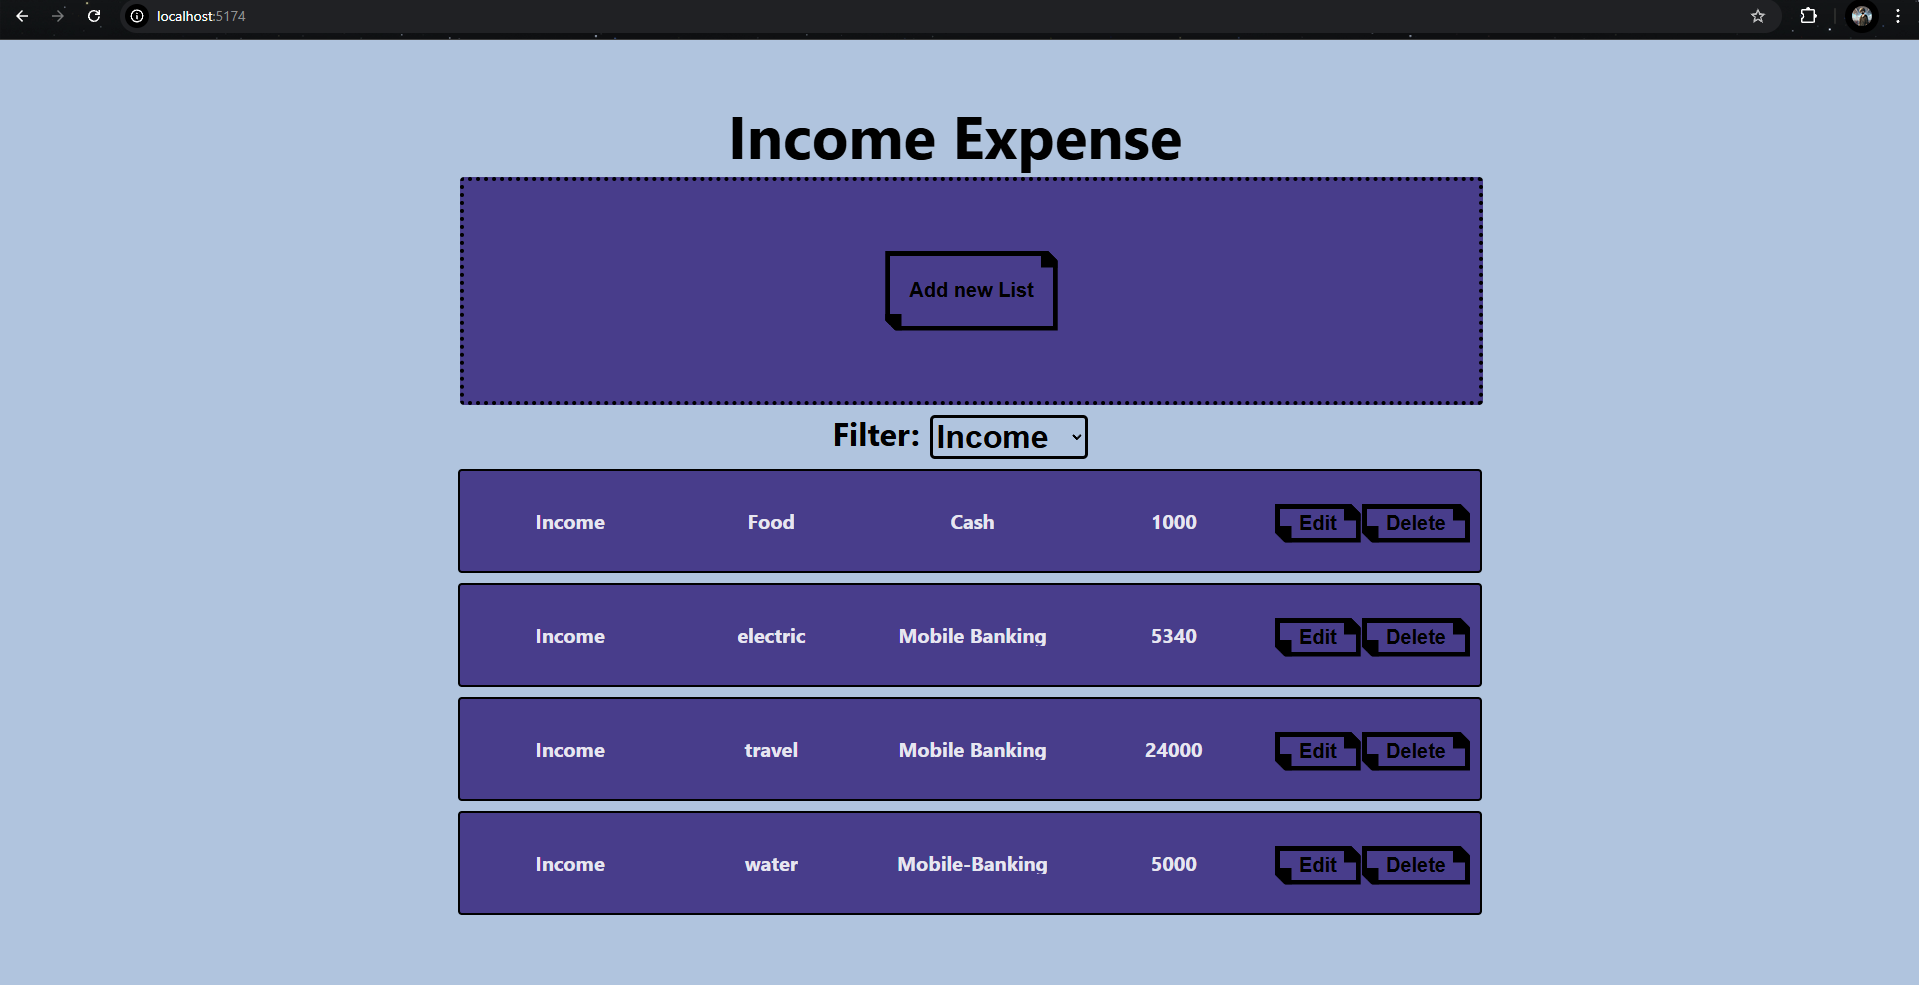 localhost:5174
Income Expense
Add new List
Filter: Income
Income Food Cash 1000 Edit Delete
Income electric Mobile Banking 5340 Edit Delete
Income travel Mobile Banking 24000 Edit Delete
Income water Mobile-Banking 5000 Edit Delete